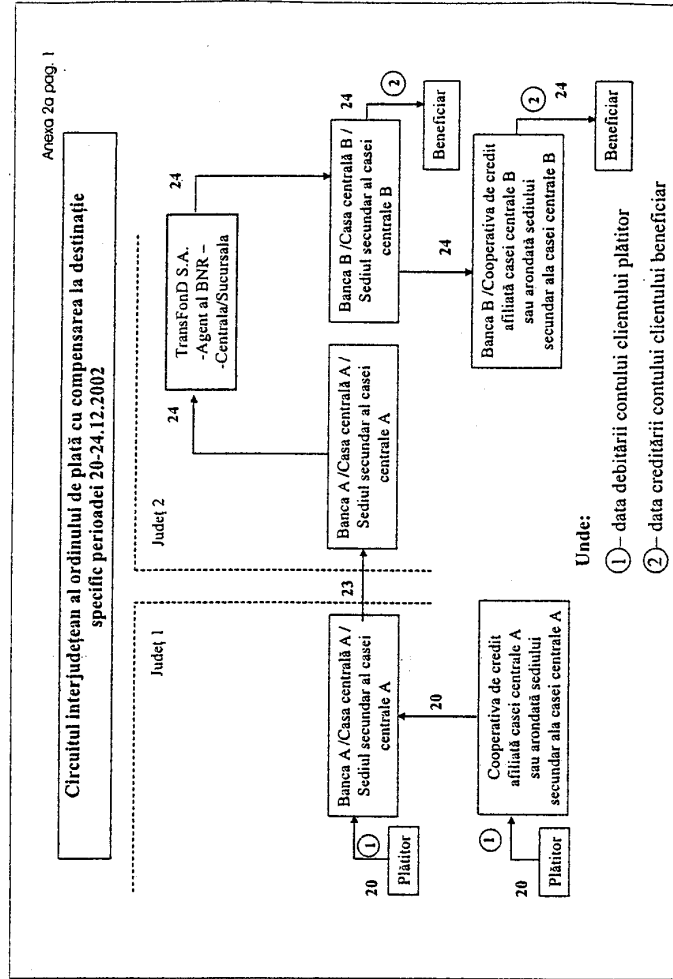 Anexa 2a pag. 1
Circuitul interjudețean al ordinului de plată cu compensarea la destinație
specific perioadei 20-24.12.2002
Județ 1
Județ 2
20
Plătitor
1
Banca A /Casa centrală A /
Sediul secundar al casei
centrale A
20
20
Plătitor
1
Cooperativa de credit
afiliată casei centrale A
sau arondată sediului
secundar ala casei centrale A
23
Banca A /Casa centrală A /
Sediul secundar al casei
centrale A
24
TransFonD S.A.
-Agent al BNR –
-Centrala/Sucursala
24
Banca B /Casa centrală B /
Sediul secundar al casei
centrale B
24
2
Beneficiar
24
Banca B /Cooperativa de credit
afiliată casei centrale B
sau arondată sediului
secundar ala casei centrale B
2
24
Beneficiar
Unde:
1 – data debitării contului clientului plătitor
2 – data creditării contului clientului beneficiar